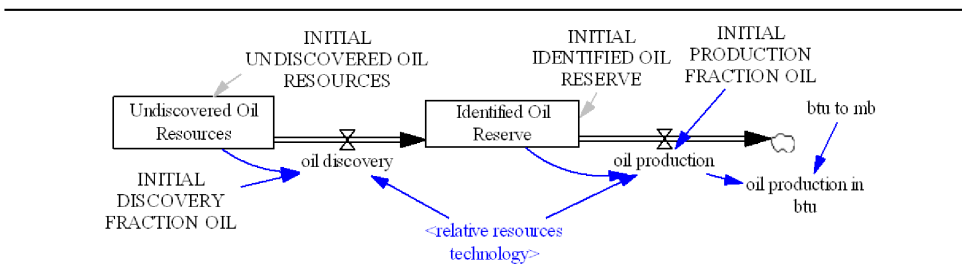 INITIAL
UNDISCOVERED OIL
RESOURCES
INITIAL
IDENTIFIED OIL
RESERVE
INITIAL
PRODUCTION
FRACTION OIL
Undiscovered Oil
Resources
Identified Oil
Reserve
btu to mb
oil discovery
oil production
oil production in
btu
INITIAL
DISCOVERY
FRACTION OIL
<relative resources
technology>